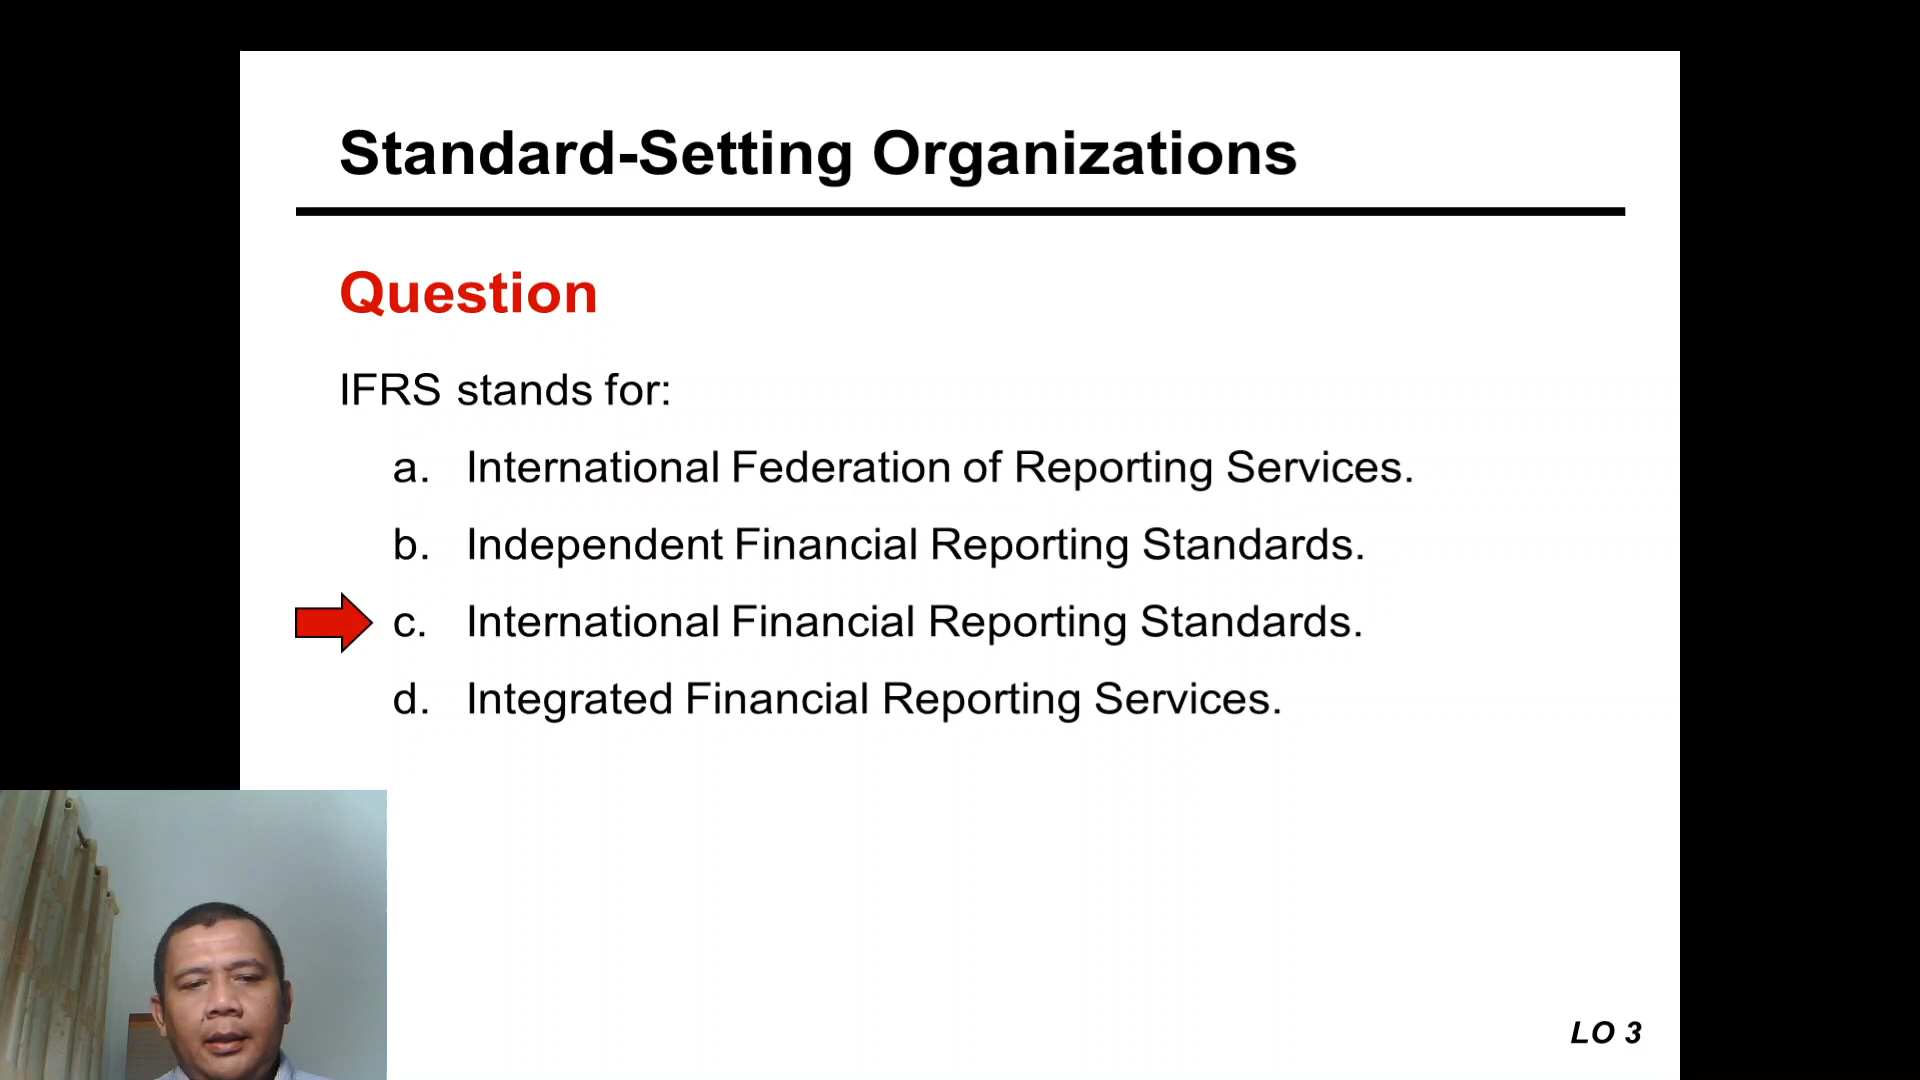 Standard-Setting Organizations
Question
IFRS stands for:
a. International Federation of Reporting Services.
b. Independent Financial Reporting Standards.
c. International Financial Reporting Standards.
d. Integrated Financial Reporting Services.
LO 3